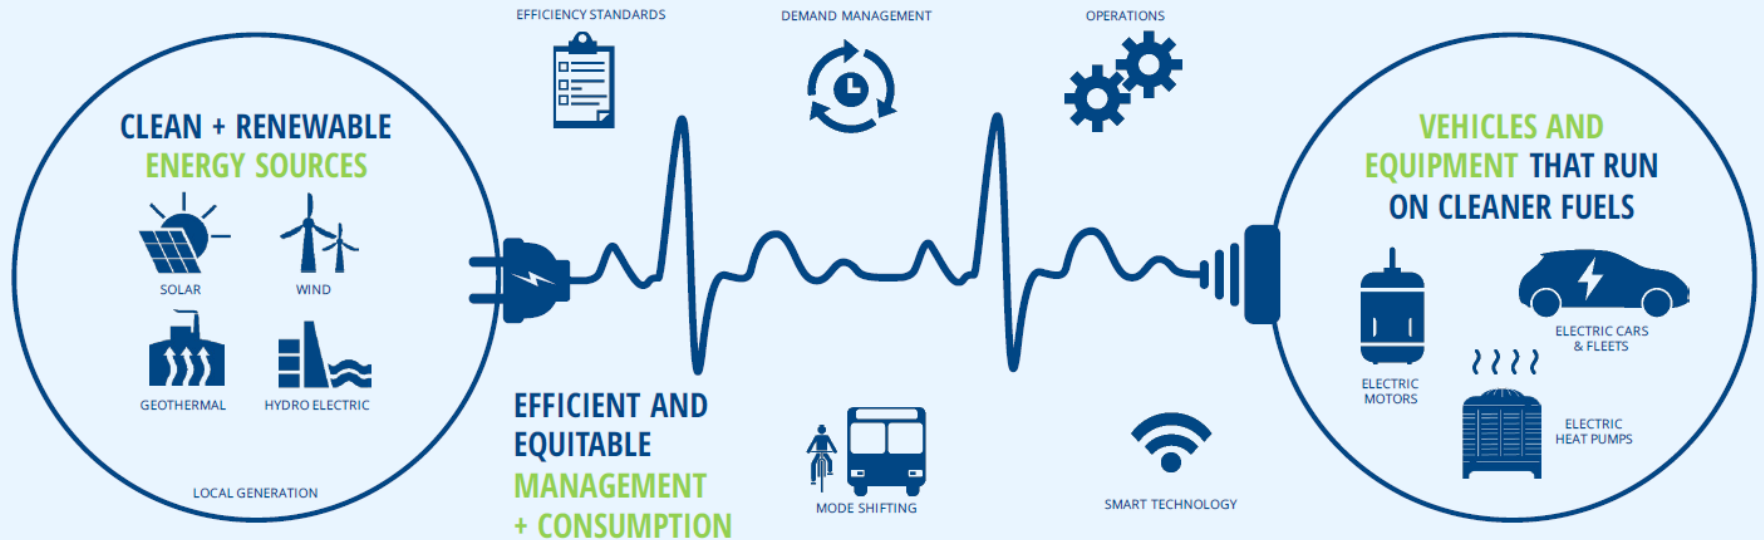 CLEAN + RENEWABLE
ENERGY SOURCES
SOLAR
WIND
GEOTHERMAL
HYDRO ELECTRIC
LOCAL GENERATION
EFFICIENCY STANDARDS
DEMAND MANAGEMENT
OPERATIONS
EFFICIENT AND
EQUITABLE
MANAGEMENT
+ CONSUMPTION
MODE SHIFTING
SMART TECHNOLOGY
VEHICLES AND
EQUIPMENT THAT RUN
ON CLEANER FUELS
ELECTRIC
MOTORS
ELECTRIC CARS
& FLEETS
ELECTRIC
HEAT PUMPS